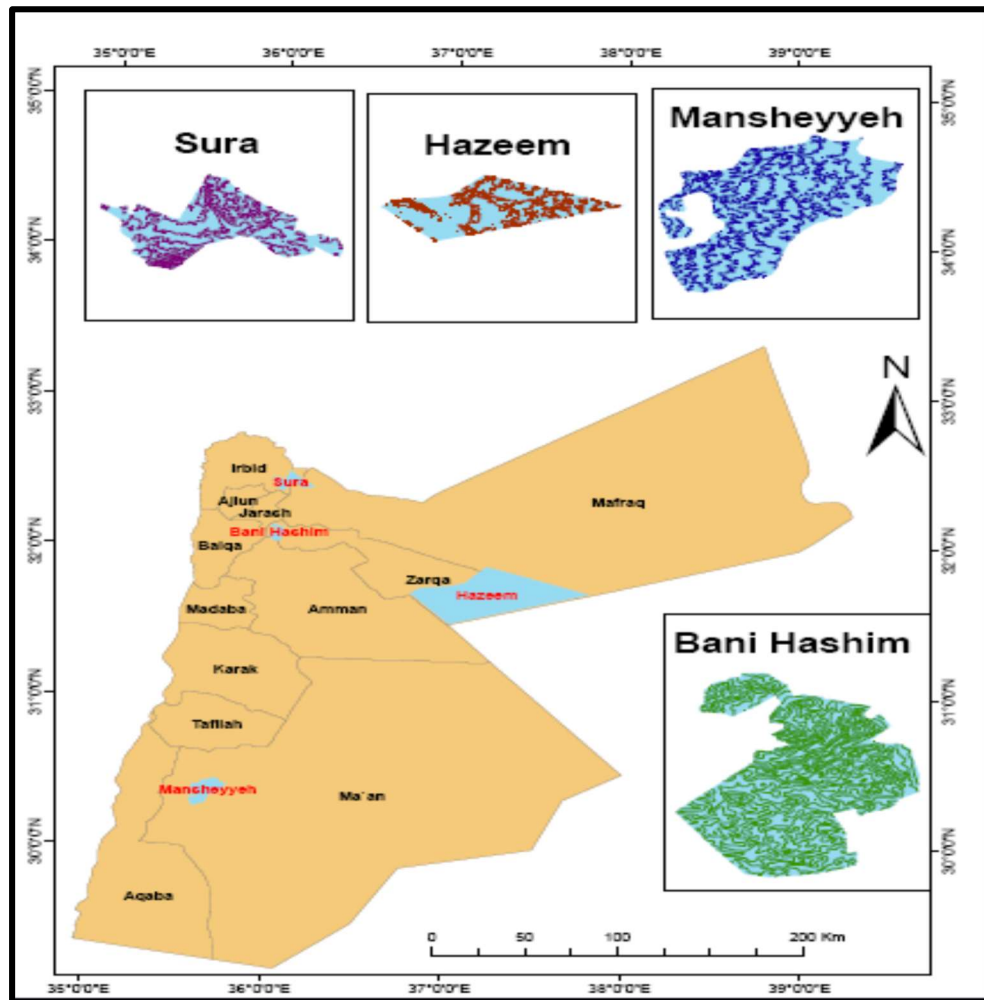 35°0'0"E 36°0'0"E 37°0'0"E 38°0'0"E 39°0'0"E
35°0'0"N
35°0'0"N
Sura
Hazeem
Mansheyyeh
34°0'0"N
34°0'0"N
33°0'0"N
33°0'0"N
N
Irbid
Sura
Ajlun
Jarash
Mafraq
Bani Hashim
Balqa
32°0'0"N
32°0'0"N
Zarqa
Hazeem
Madaba
Amman
Bani Hashim
Karak
31°0'0"N
31°0'0"N
Tafilah
Mansheyyeh
Ma'an
30°0'0"N
30°0'0"N
Aqaba
0 50 100 200 Km
35°0'0"E 36°0'0"E 37°0'0"E 38°0'0"E 39°0'0"E